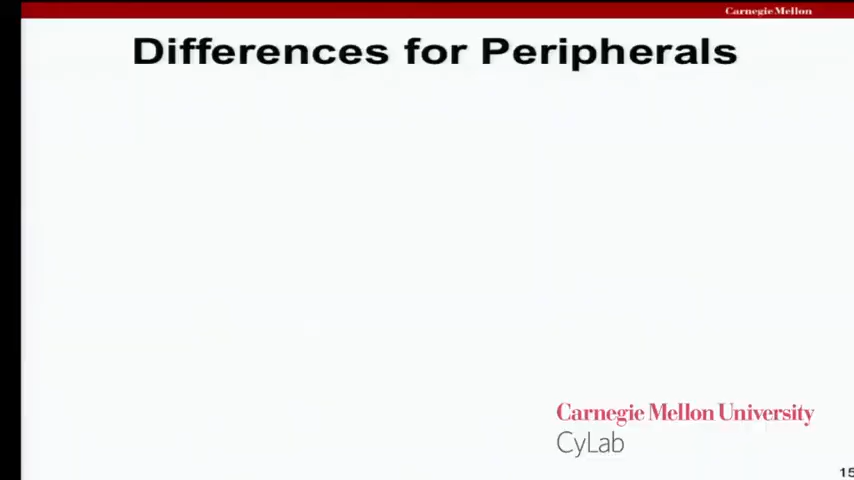 Carnegie Mellon
Differences for Peripherals
Carnegie Mellon University
CyLab
15